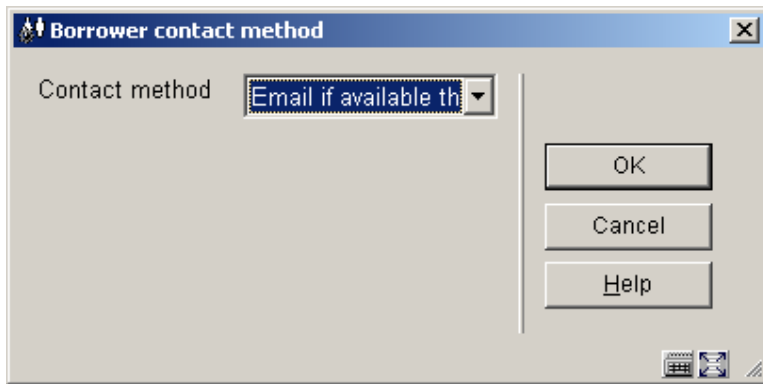 Borrower contact method
Contact method
Email if available th
OK
Cancel
Help